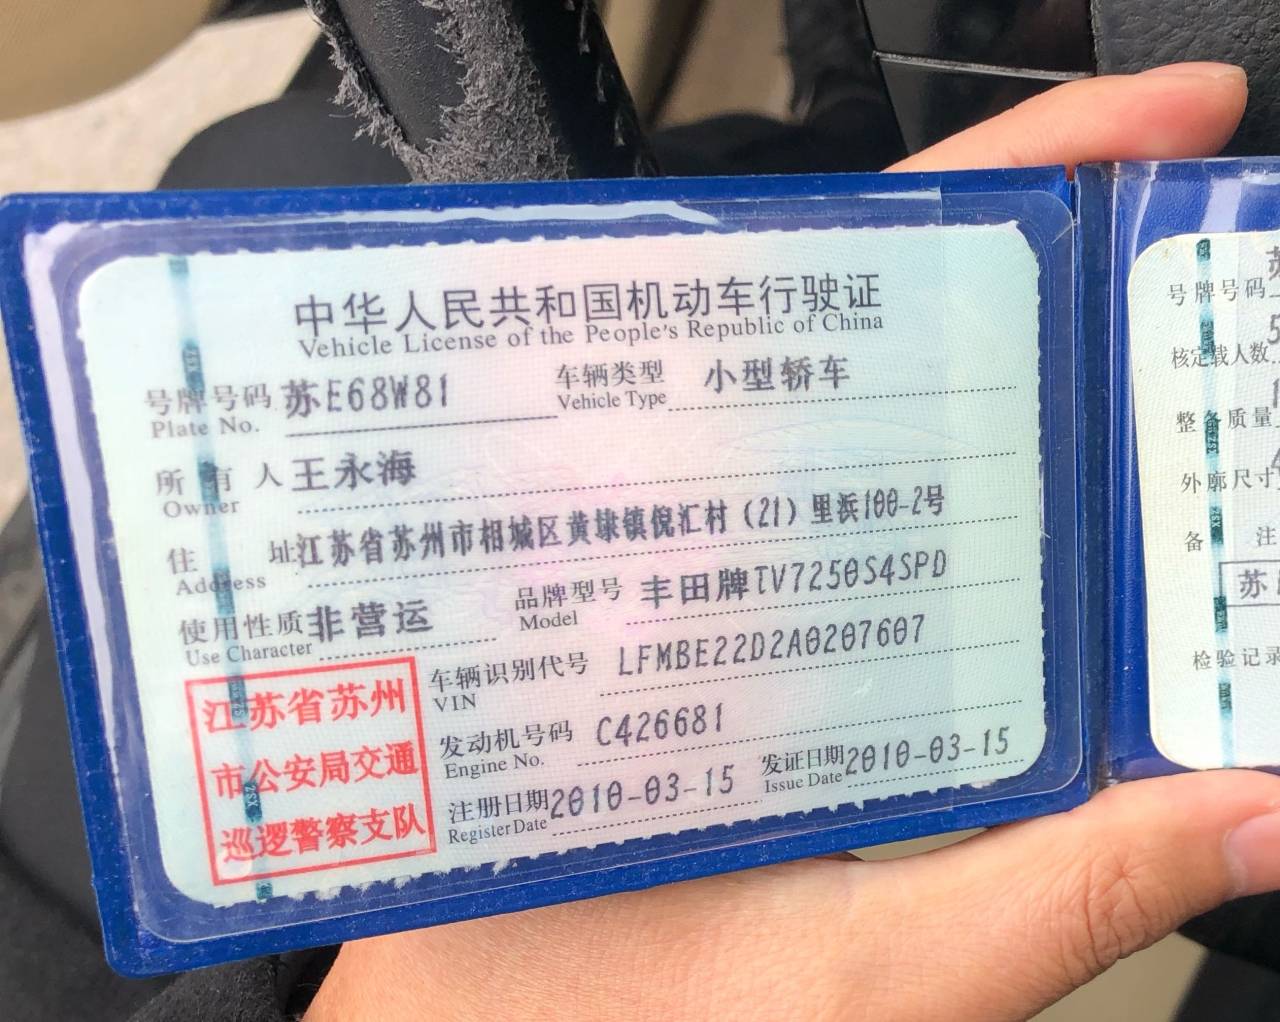 中华人民共和国机动车行驶证
Vehicle License of the People's Republic of China
号牌号码 苏E68W81 车辆类型 小型轿车
Plate No. Vehicle Type
所有人 王永海
Owner
住址 江苏省苏州市相城区黄埭镇倪汇村（21）里浜100-2号
Address
使用性质 非营运 品牌型号 丰田牌TV7250S4SPD
Use Character Model
车辆识别代号 LFMBE22D2A0207607
VIN
发动机号码 C426681
Engine No.
注册日期 2010-03-15 发证日期 2010-03-15
Register Date Issue Date
江苏省苏州
市公安局交通
巡逻警察支队
号牌号码
核定载人数 5
整备质量
外廓尺寸
备注
苏
检验记录